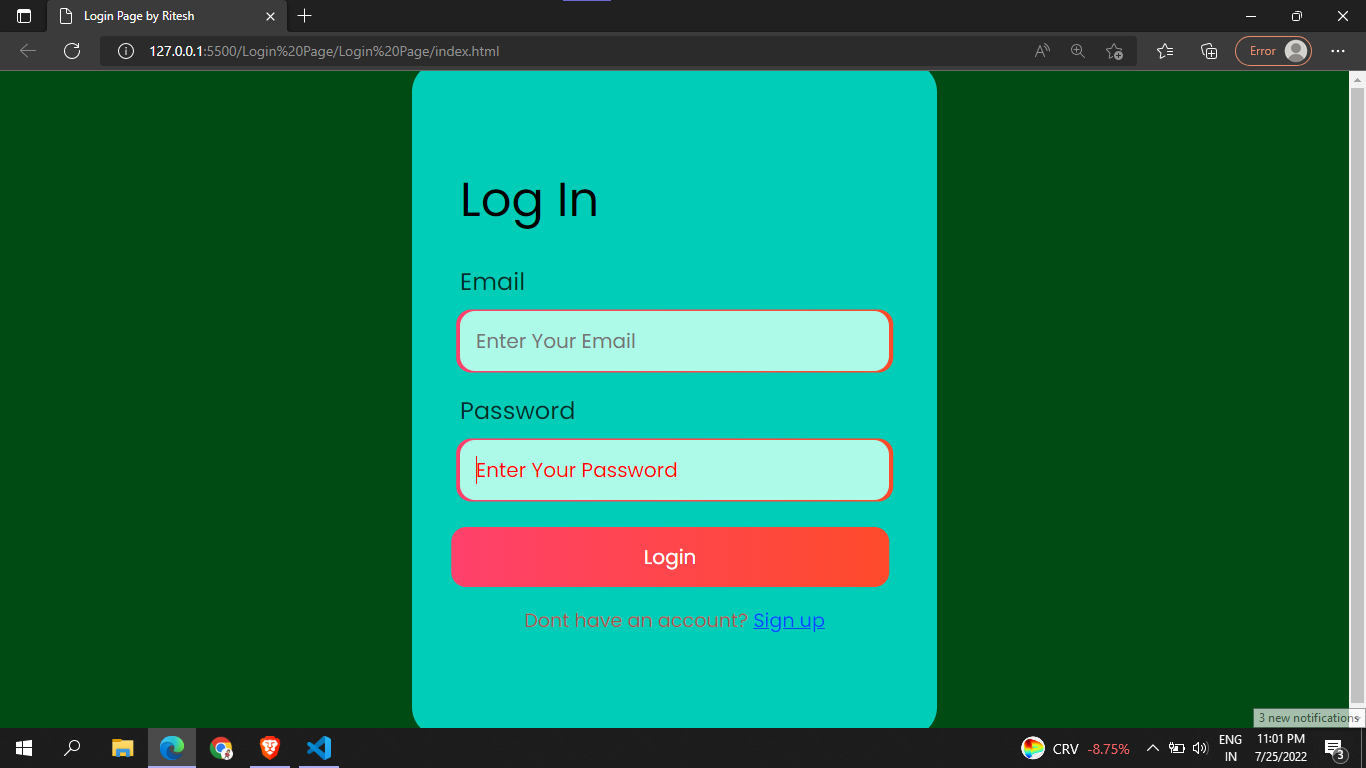 Login Page by Ritesh
127.0.0.1:5500/Login%20Page/Login%20Page/index.html
Error
Log In
Email
Enter Your Email
Password
Enter Your Password
Login
Dont have an account? Sign up
3 new notifications
CRV -8.75%
ENG
IN
11:01 PM
7/25/2022
3